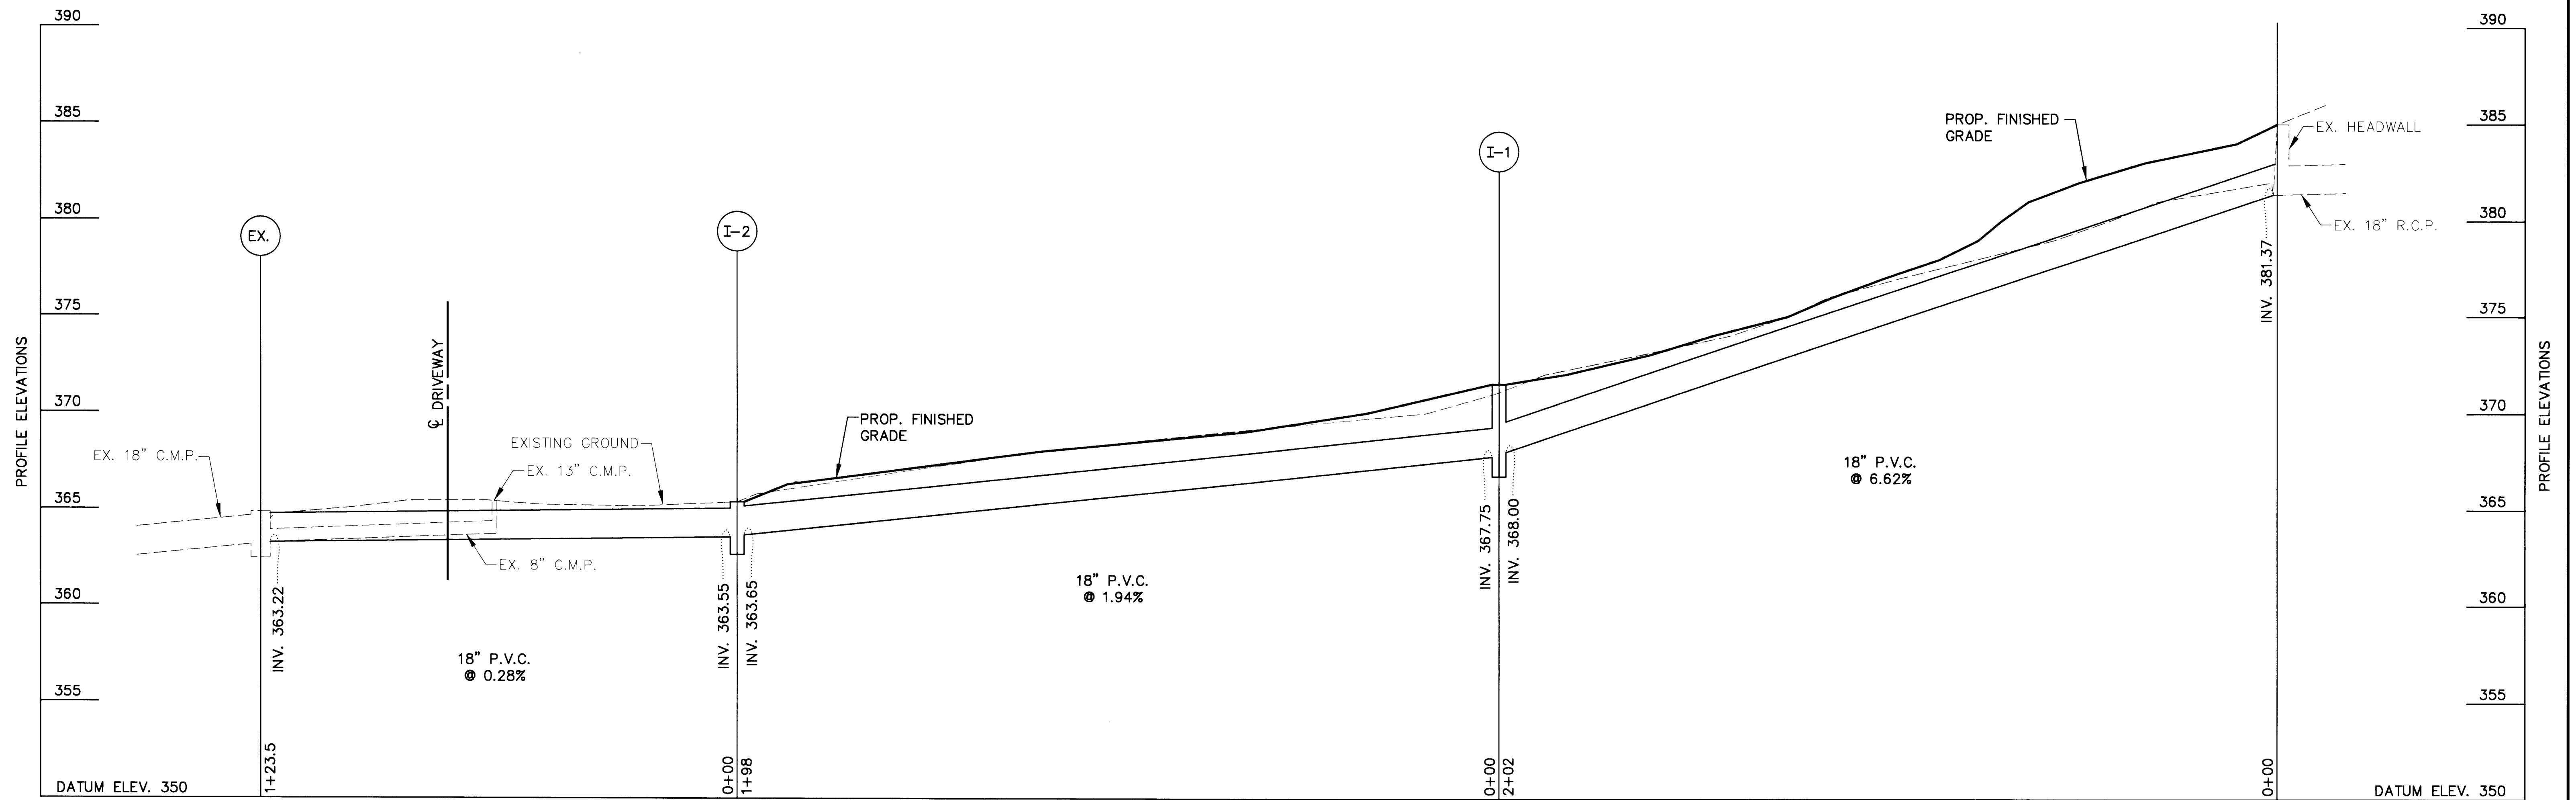 390
385
380
375
370
365
360
355
PROFILE ELEVATIONS
DATUM ELEV. 350
EX. 18" C.M.P.
EX.
INV. 363.22
1+23.5
℄ DRIVEWAY
EXISTING GROUND
EX. 13" C.M.P.
EX. 8" C.M.P.
18" P.V.C.
@ 0.28%
I-2
INV. 363.55
INV. 363.65
0+00
1+98
PROP. FINISHED
GRADE
18" P.V.C.
@ 1.94%
I-1
INV. 367.75
INV. 368.00
0+00
2+02
18" P.V.C.
@ 6.62%
PROP. FINISHED
GRADE
INV. 381.37
0+00
EX. HEADWALL
EX. 18" R.C.P.
390
385
380
375
370
365
360
355
PROFILE ELEVATIONS
DATUM ELEV. 350